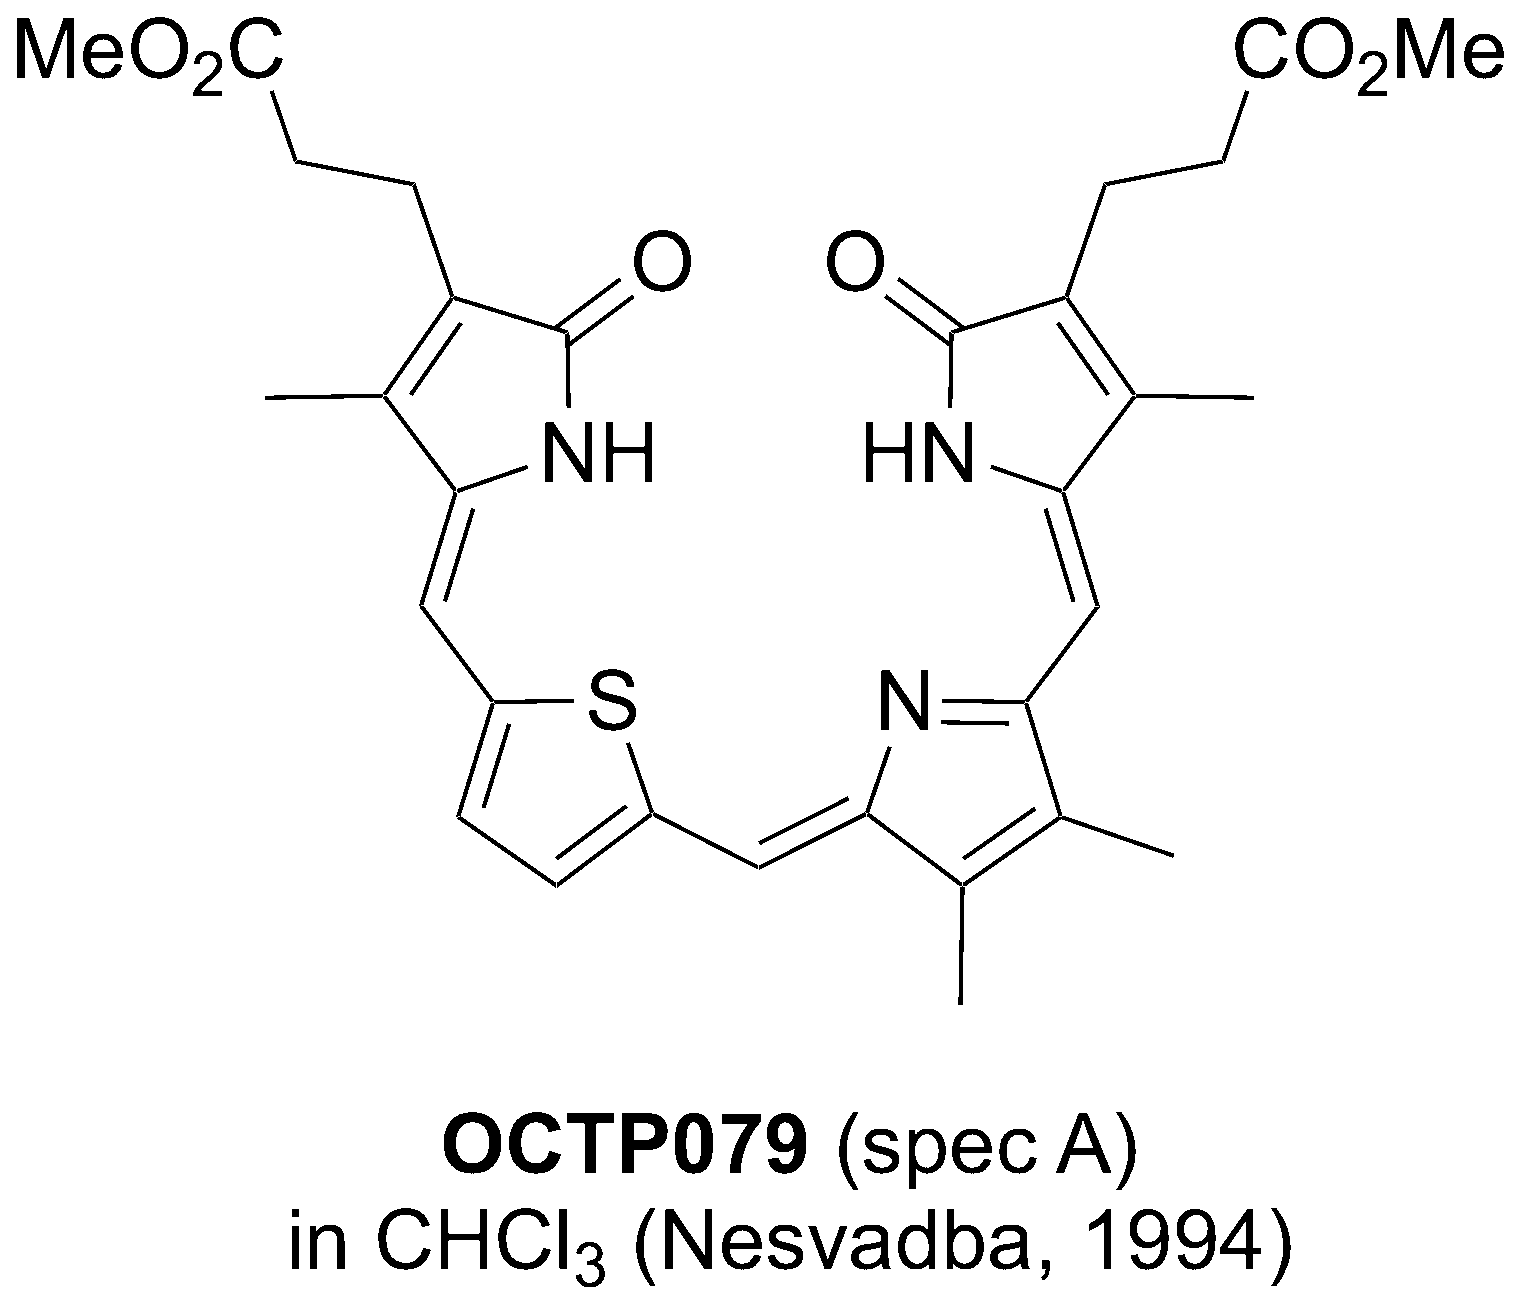 MeO₂C CO₂Me
O O
NH HN
S N
OCTP079 (spec A)
in CHCl₃ (Nesvadba, 1994)